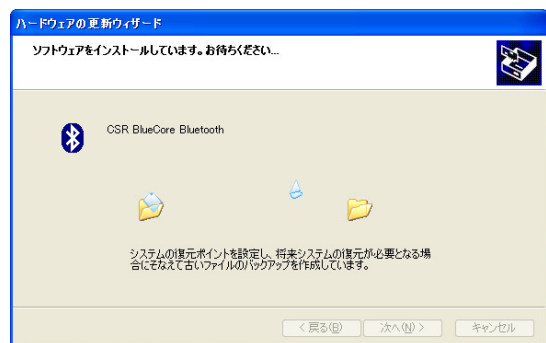 ハードウェアの更新ウィザード
ソフトウェアをインストールしています。お待ちください...
CSR BlueCore Bluetooth
システムの復元ポイントを設定し、将来システムの復元が必要となる場
合にそなえて古いファイルのバックアップを作成しています。
< 戻る(B) 次へ(N) > キャンセル